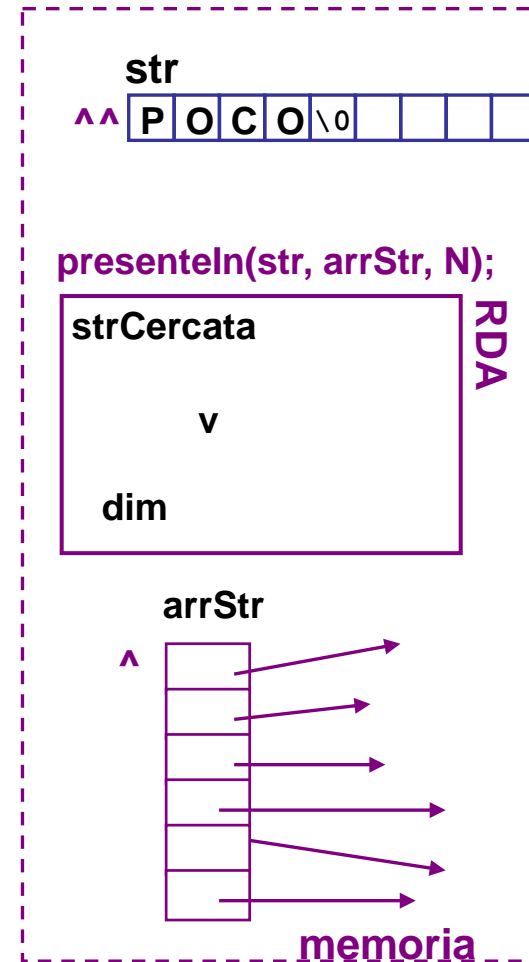 str
^^ P O C O \0
presenteIn(str, arrStr, N);
RDA
strCercata
v
dim
arrStr
^
memoria